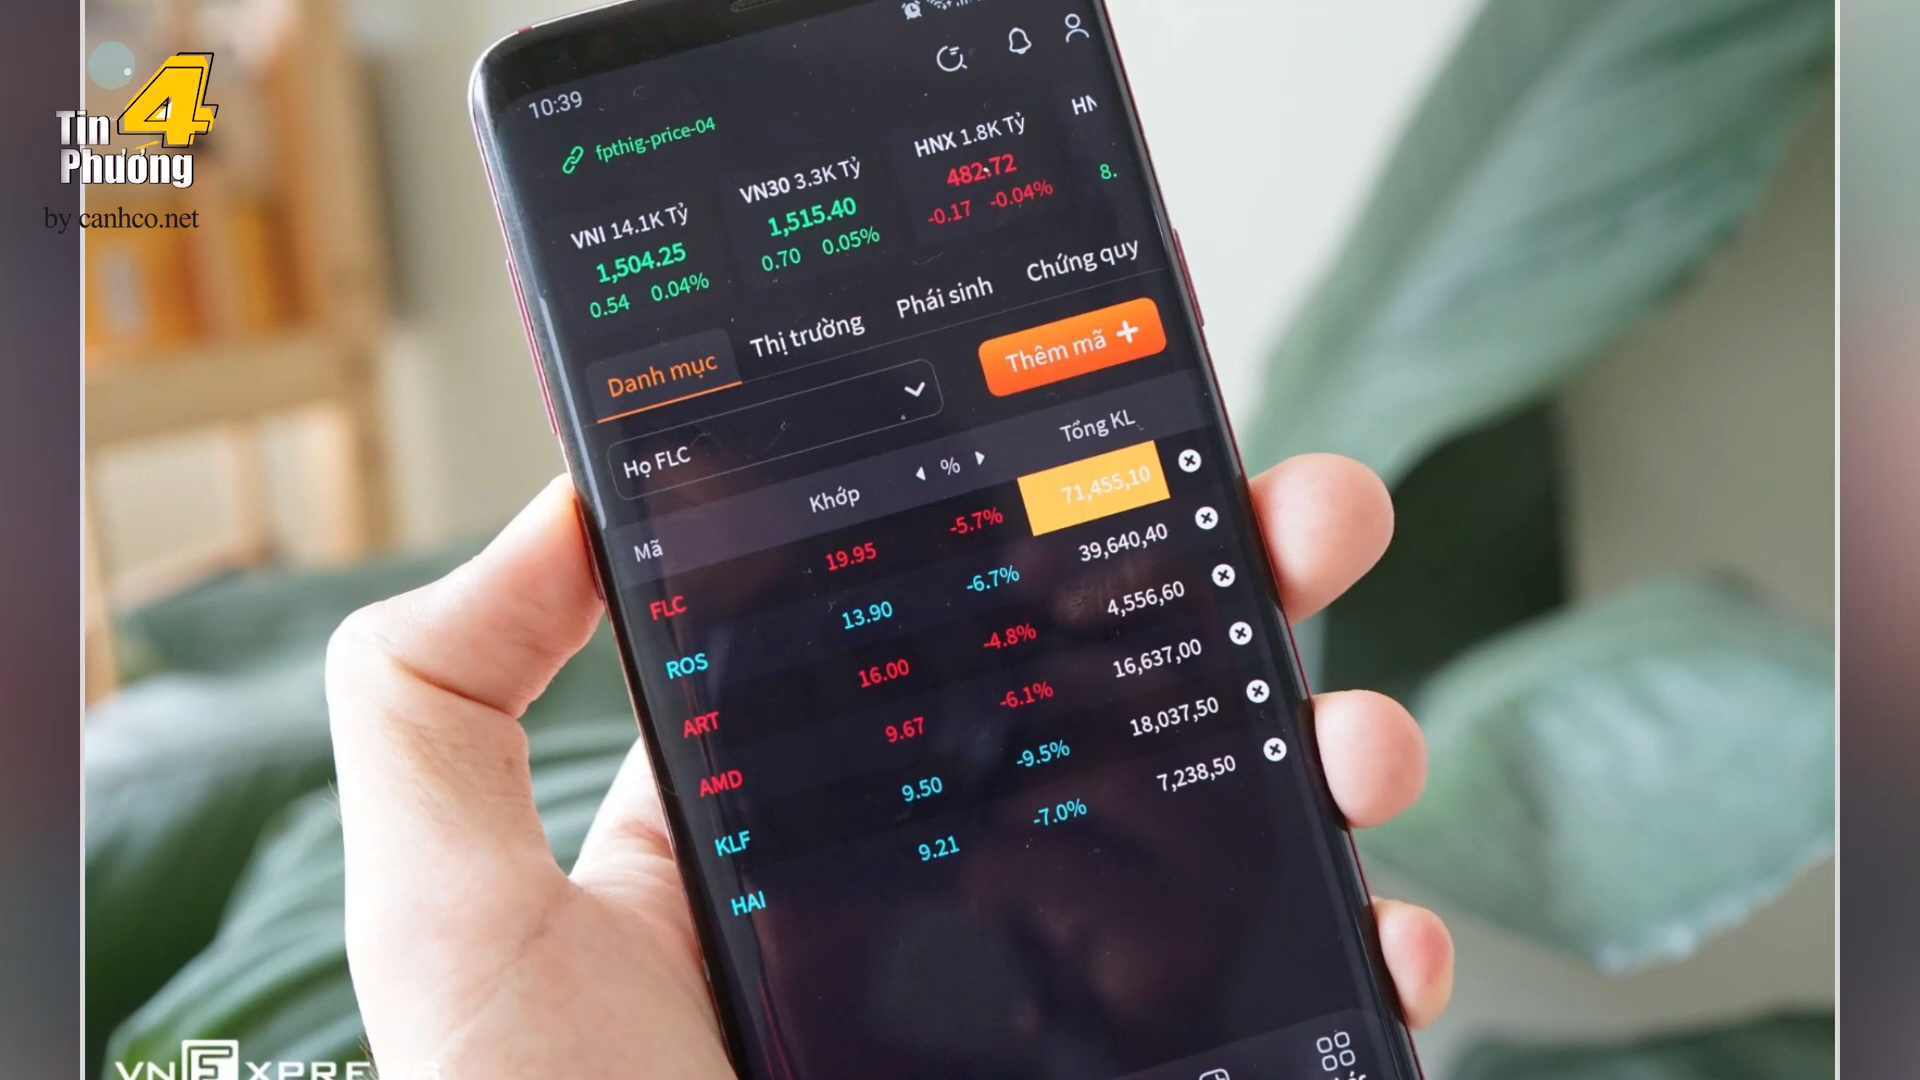 Tin 4
Phương
by canhco.net
10:39
fpthig-price-04
VNI 14.1K Tỷ
1,504.25
0.54 0.04%
VN30 3.3K Tỷ
1,515.40
0.70 0.05%
HNX 1.8K Tỷ
482.72
-0.17 -0.04%
HN
8.
Danh mục
Thị trường
Phái sinh
Chứng quy
Họ FLC
Thêm mã +
Mã Khớp % Tổng KL
FLC 19.95 -5.7% 71,455,10
ROS 13.90 -6.7% 39,640,40
ART 16.00 -4.8% 4,556,60
AMD 9.67 -6.1% 16,637,00
KLF 9.50 -9.5% 18,037,50
HAI 9.21 -7.0% 7,238,50
VNEXPRESS